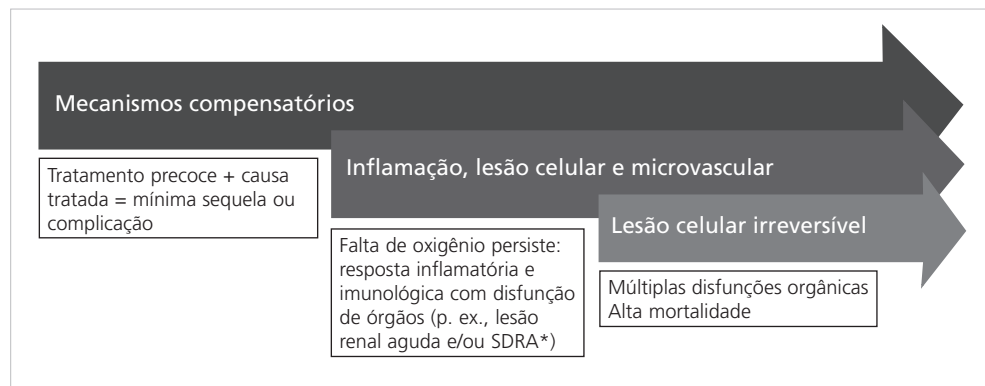 Mecanismos compensatórios
Tratamento precoce + causa
tratada = mínima sequela ou
complicação
Inflamação, lesão celular e microvascular
Falta de oxigênio persiste:
resposta inflamatória e
imunológica com disfunção
de órgãos (p. ex., lesão
renal aguda e/ou SDRA*)
Lesão celular irreversível
Múltiplas disfunções orgânicas
Alta mortalidade